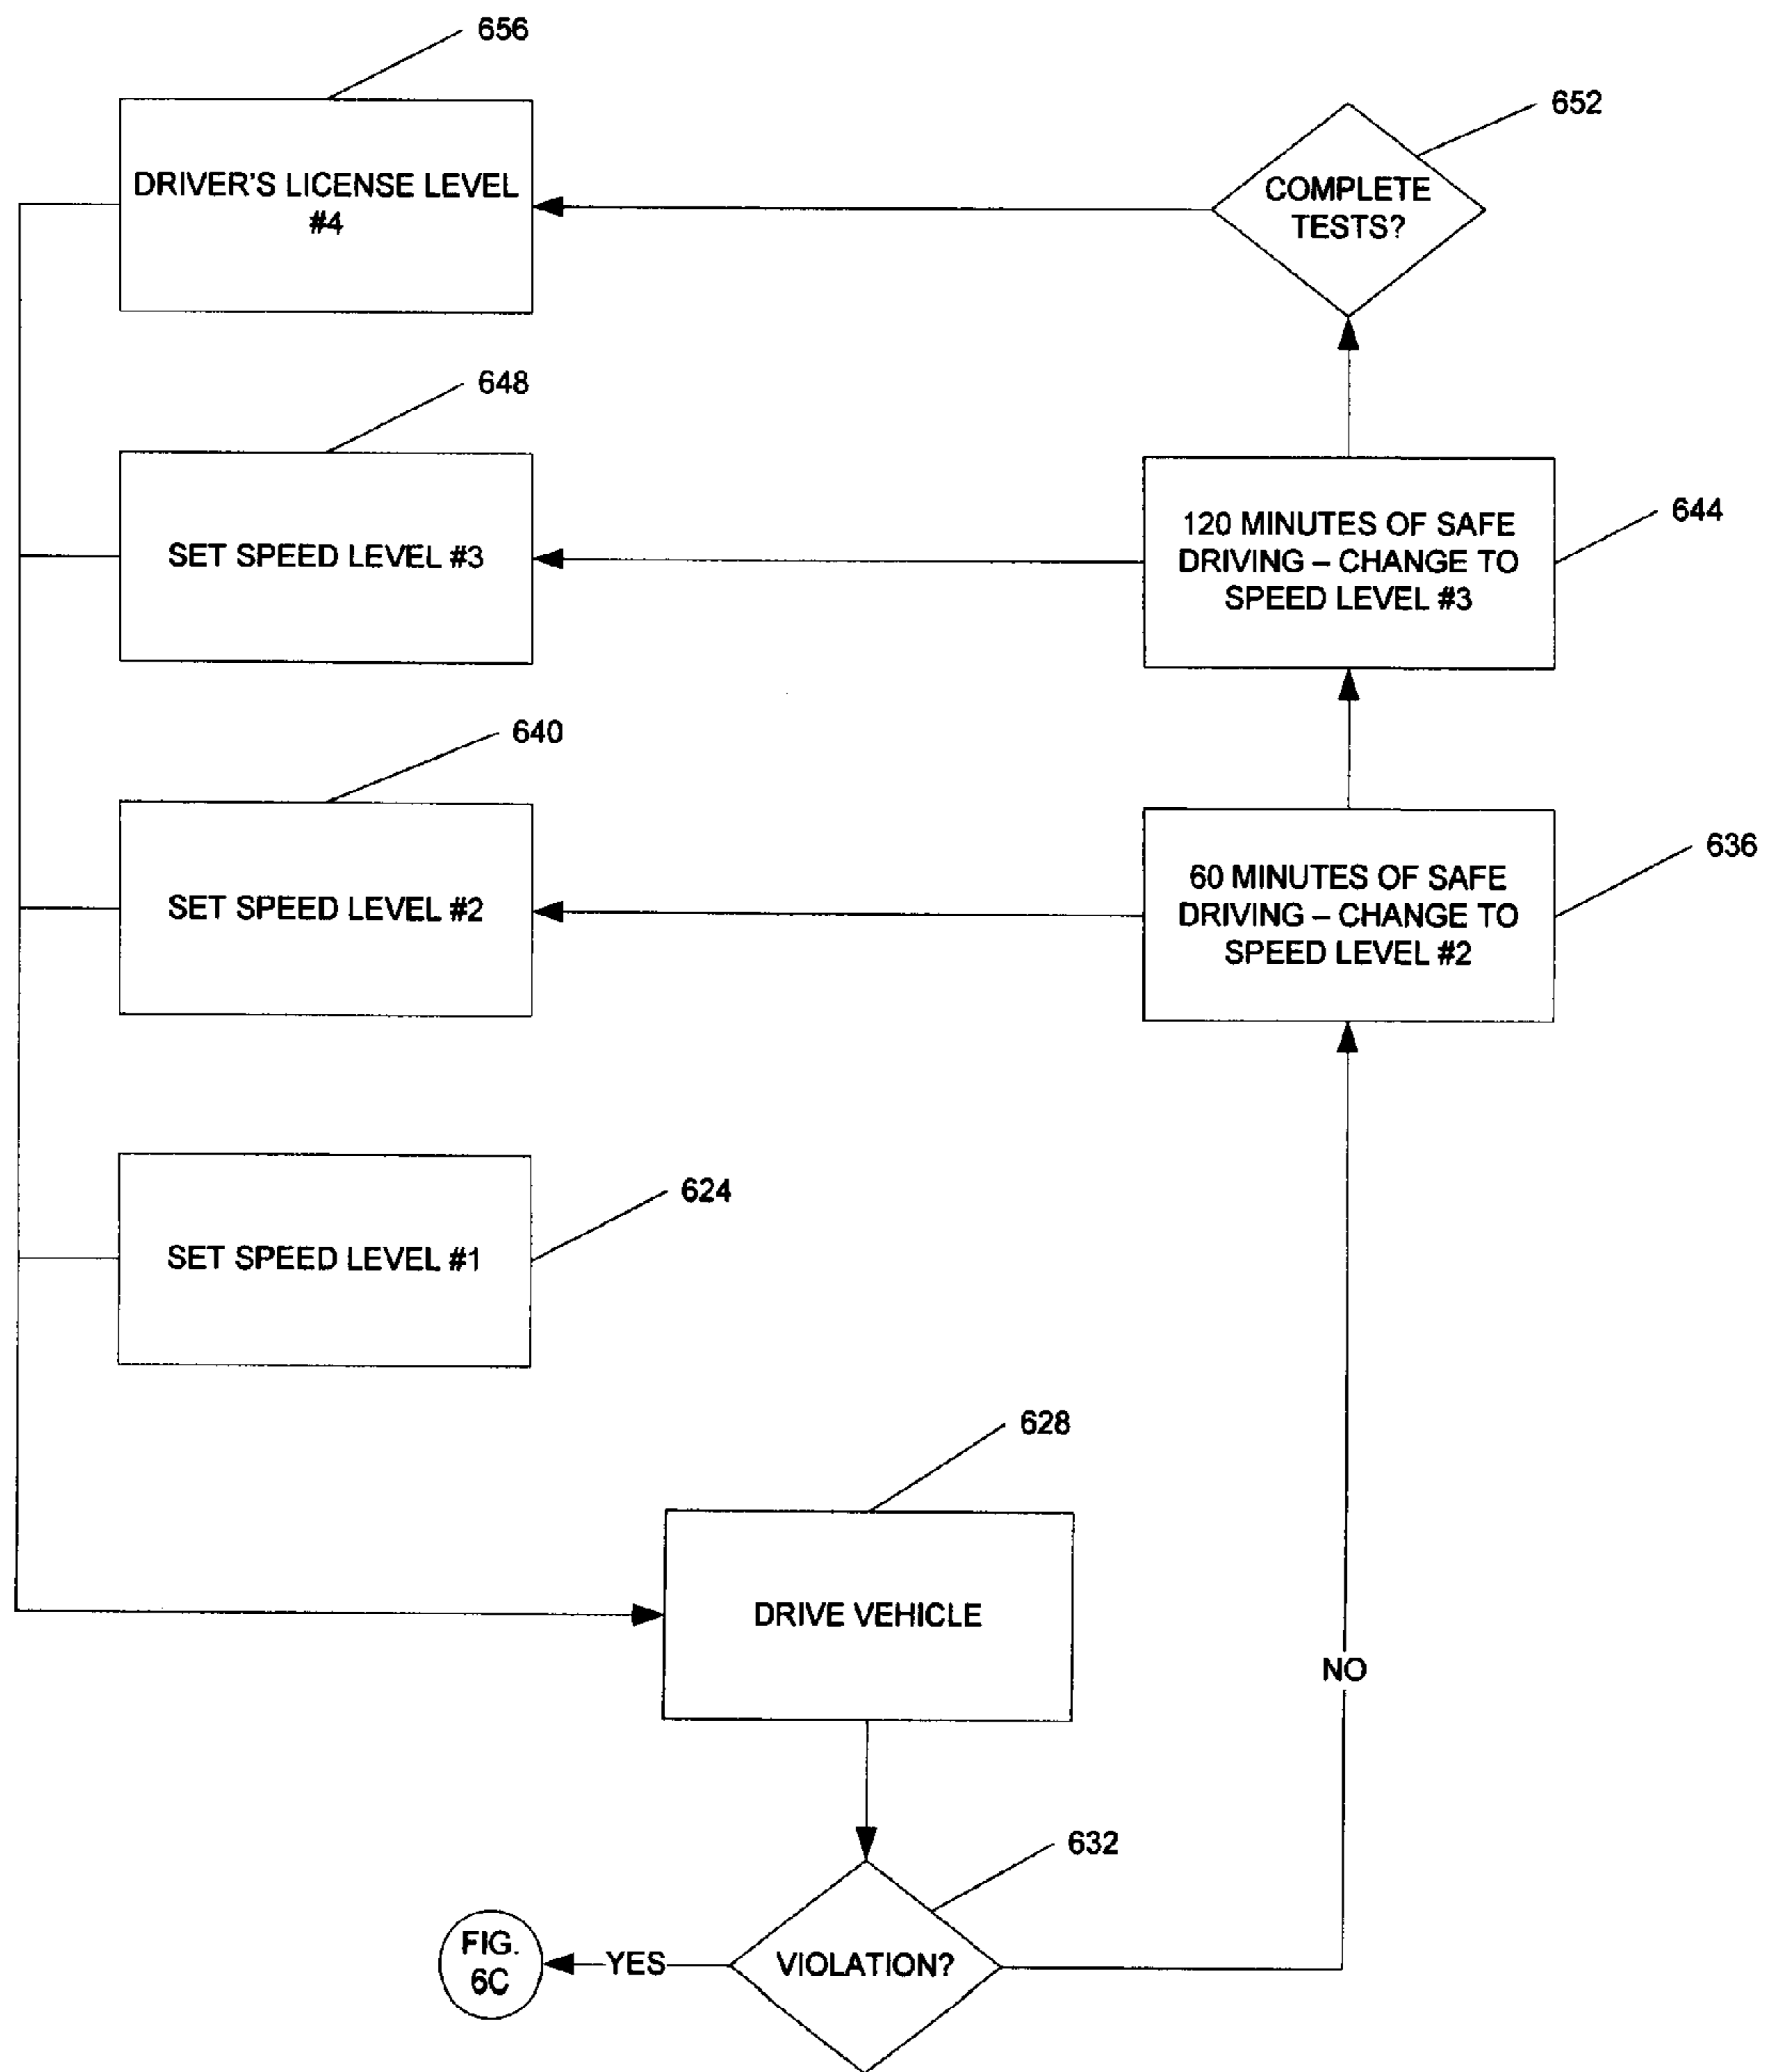 656
DRIVER'S LICENSE LEVEL
#4
652
COMPLETE
TESTS?
648
SET SPEED LEVEL #3
644
120 MINUTES OF SAFE
DRIVING – CHANGE TO
SPEED LEVEL #3
640
SET SPEED LEVEL #2
636
60 MINUTES OF SAFE
DRIVING – CHANGE TO
SPEED LEVEL #2
624
SET SPEED LEVEL #1
628
DRIVE VEHICLE
NO
632
VIOLATION?
YES
FIG.
6C